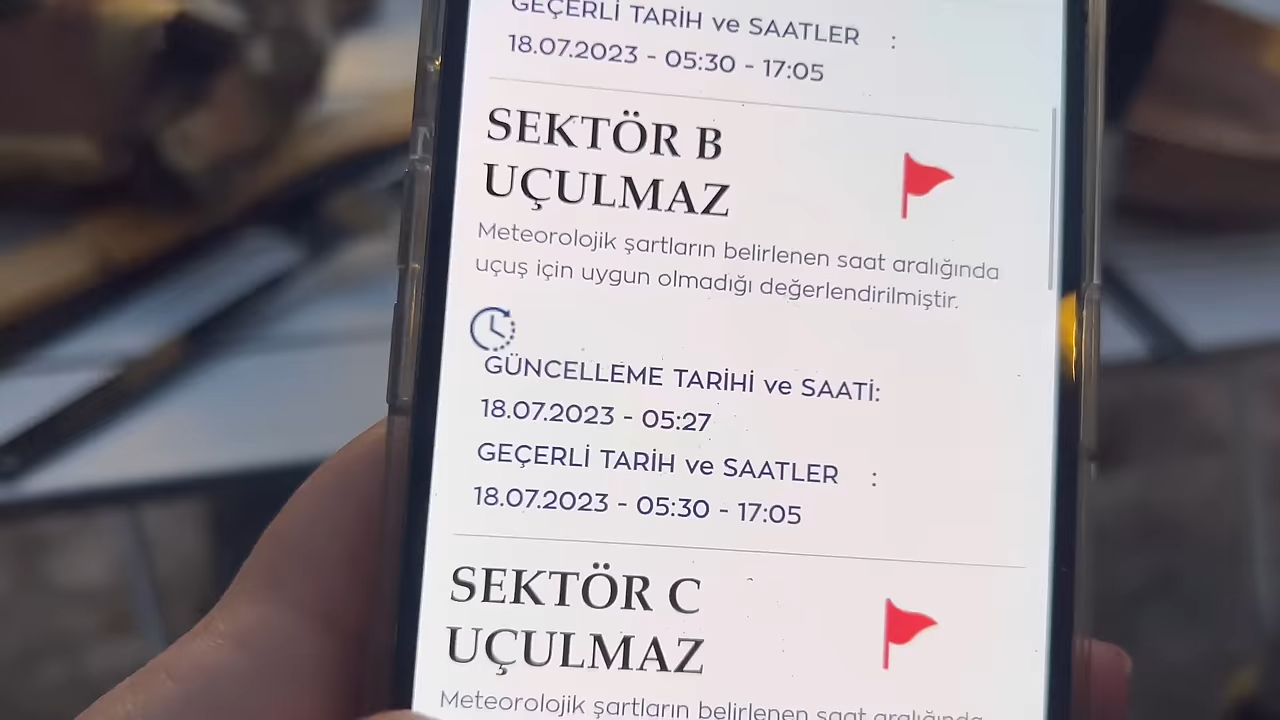 GEÇERLİ TARİH ve SAATLER :
18.07.2023 - 05:30 - 17:05
SEKTÖR B
UÇULMAZ
Meteorolojik şartların belirlenen saat aralığında
uçuş için uygun olmadığı değerlendirilmiştir.
GÜNCELLEME TARİHİ ve SAATİ:
18.07.2023 - 05:27
GEÇERLİ TARİH ve SAATLER :
18.07.2023 - 05:30 - 17:05
SEKTÖR C
UÇULMAZ
Meteorolojik şartların belirlenen saat aralığında